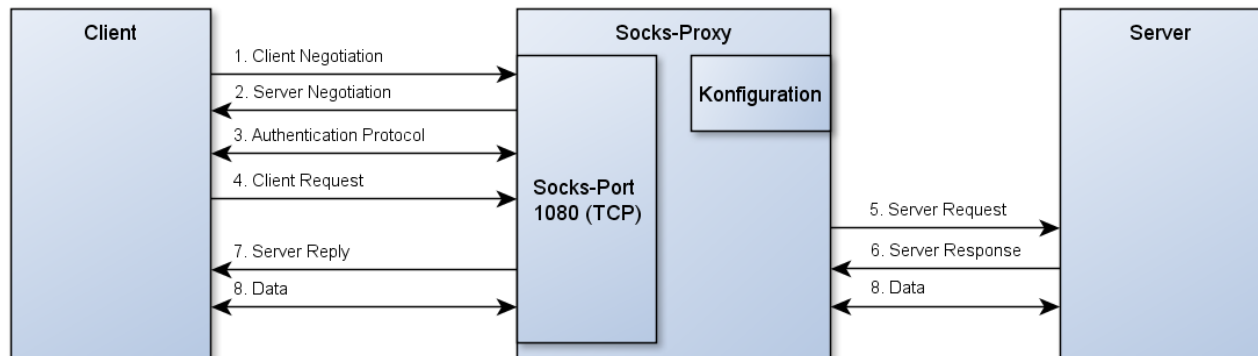 Client
Socks-Proxy
Server
1. Client Negotiation
2. Server Negotiation
3. Authentication Protocol
4. Client Request
7. Server Reply
8. Data
Socks-Port
1080 (TCP)
Konfiguration
5. Server Request
6. Server Response
8. Data